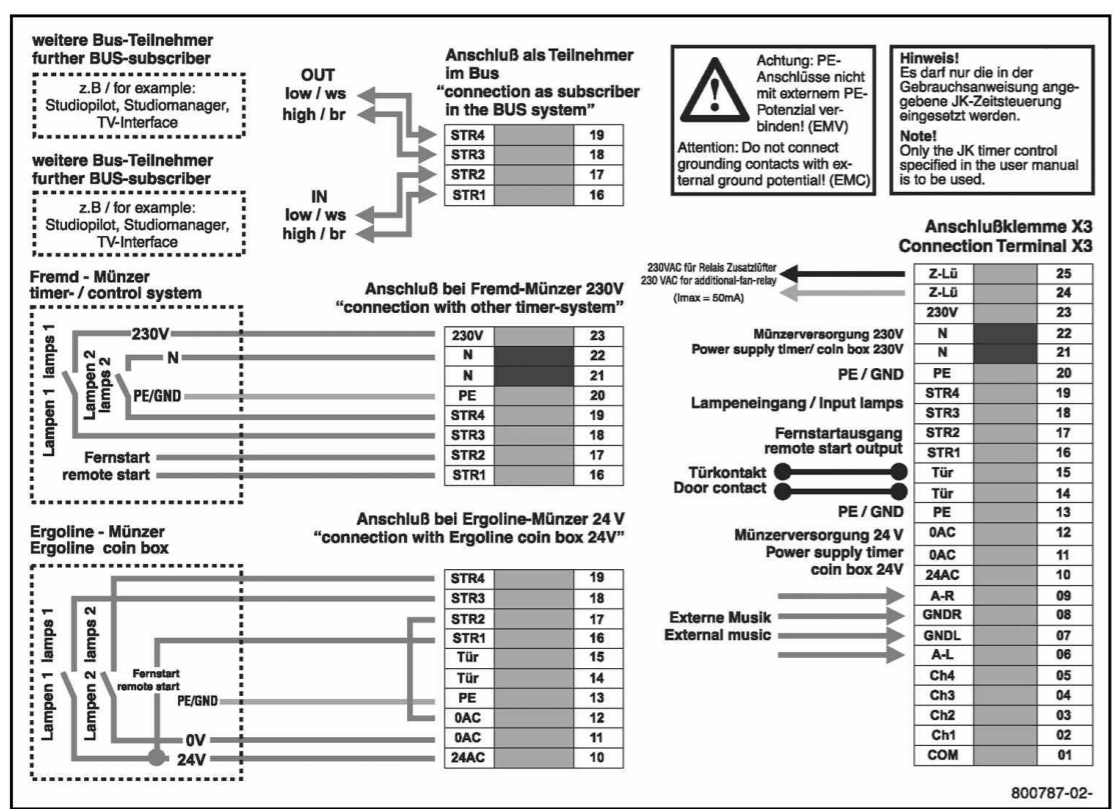 weitere Bus-Teilnehmer
further BUS-subscriber
z.B / for example:
Studiopilot, Studiomanager,
TV-Interface
weitere Bus-Teilnehmer
further BUS-subscriber
z.B / for example:
Studiopilot, Studiomanager,
TV-Interface
OUT
low / ws
high / br
IN
low / ws
high / br
Anschluß als Teilnehmer
im Bus
“connection as subscriber
in the BUS system”
STR4 19
STR3 18
STR2 17
STR1 16
Achtung: PE-
Anschlüsse nicht
mit externem PE-
Potenzial ver-
binden! (EMV)
Attention: Do not connect
grounding contacts with ex-
ternal ground potential! (EMC)
Hinweis!
Es darf nur die in der
Gebrauchsanweisung ange-
gebene JK-Zeitsteuerung
eingesetzt werden.
Note!
Only the JK timer control
specified in the user manual
is to be used.
Fremd - Münzer
timer- / control system
Lampen 1 lamps 1
Lampen 2
lamps 2
230V
N
PE/GND
Fernstart
remote start
Anschluß bei Fremd-Münzer 230V
“connection with other timer-system”
230V 23
N 22
N 21
PE 20
STR4 19
STR3 18
STR2 17
STR1 16
Ergoline - Münzer
Ergoline coin box
Lampen 1 lamps 1
Lampen 2 lamps 2
Fernstart
remote start
PE/GND
0V
24V
Anschluß bei Ergoline-Münzer 24 V
“connection with Ergoline coin box 24V”
STR4 19
STR3 18
STR2 17
STR1 16
Tür 15
Tür 14
PE 13
0AC 12
0AC 11
24AC 10
Anschlußklemme X3
Connection Terminal X3
230VAC für Relais Zusatzlüfter
230 VAC for additional-fan-relay
(Imax = 50mA)
Münzerversorgung 230V
Power supply timer/ coin box 230V
PE / GND
Lampeneingang / Input lamps
Fernstartausgang
remote start output
Türkontakt
Door contact
PE / GND
Münzerversorgung 24 V
Power supply timer
coin box 24V
Externe Musik
External music
Z-Lü 25
Z-Lü 24
230V 23
N 22
N 21
PE 20
STR4 19
STR3 18
STR2 17
STR1 16
Tür 15
Tür 14
PE 13
0AC 12
0AC 11
24AC 10
A-R 09
GNDR 08
GNDL 07
A-L 06
Ch4 05
Ch3 04
Ch2 03
Ch1 02
COM 01
800787-02-